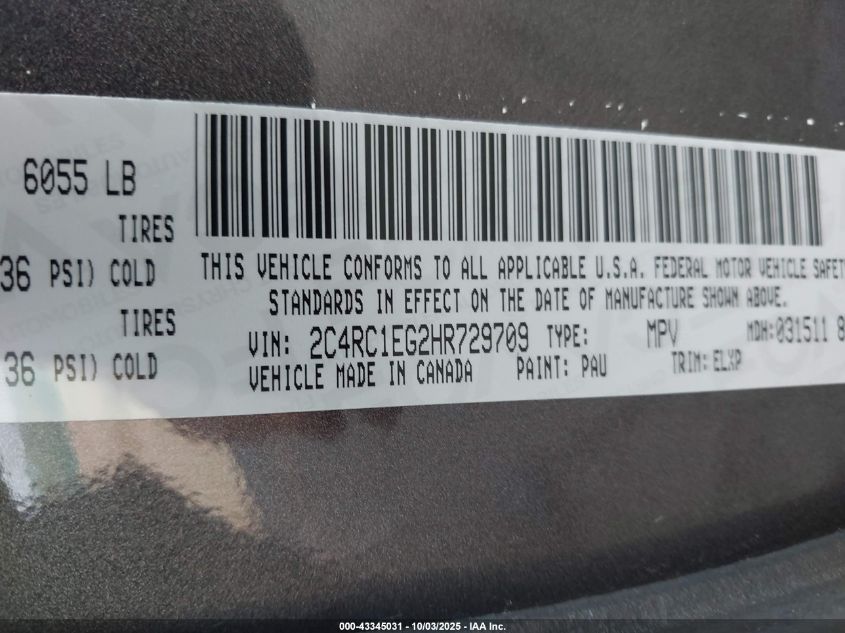 6055 LB
TIRES
36 PSI) COLD
TIRES
36 PSI) COLD
THIS VEHICLE CONFORMS TO ALL APPLICABLE U.S.A. FEDERAL MOTOR VEHICLE SAFETY
STANDARDS IN EFFECT ON THE DATE OF MANUFACTURE SHOWN ABOVE.
VIN: 2C4RC1EG2HR729709 TYPE: MPV MDH:031511 8
VEHICLE MADE IN CANADA PAINT: PAU TRIM: ELXP
000-43345031 - 10/03/2025 - IAA Inc.